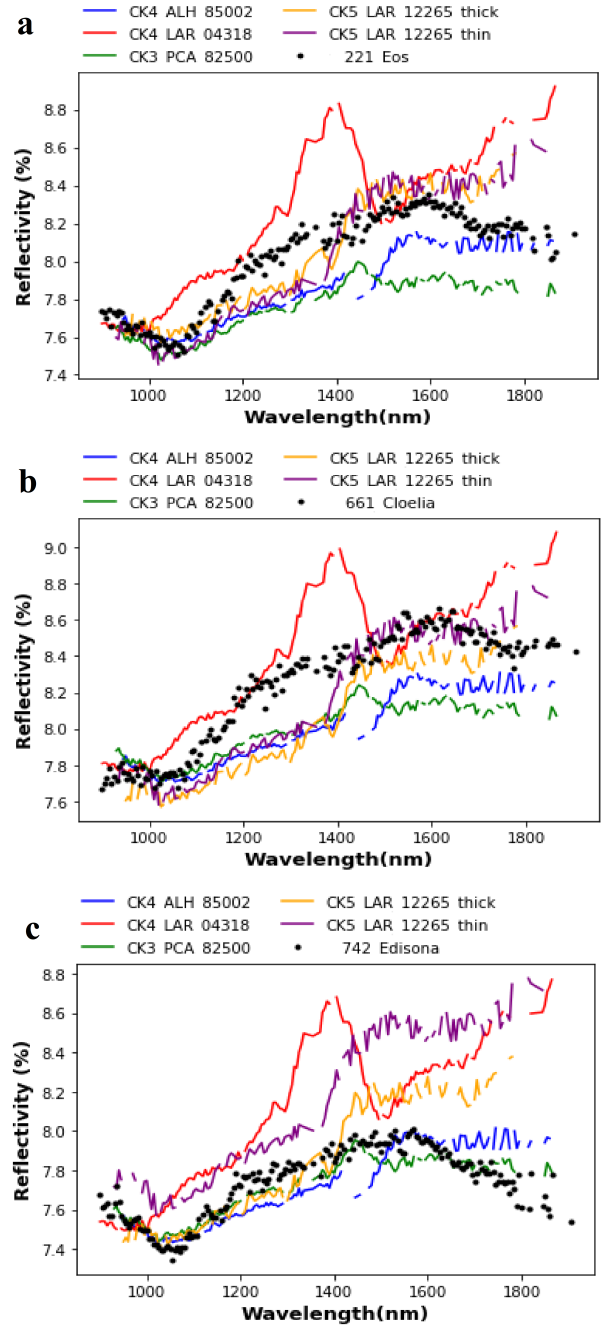 a
CK4 ALH 85002
CK5 LAR 12265 thick
CK4 LAR 04318
CK5 LAR 12265 thin
CK3 PCA 82500
221 Eos
8.8
8.6
8.4
8.2
8.0
7.8
7.6
7.4
Reflectivity (%)
1000 1200 1400 1600 1800
Wavelength(nm)
b
CK4 ALH 85002
CK5 LAR 12265 thick
CK4 LAR 04318
CK5 LAR 12265 thin
CK3 PCA 82500
661 Cloelia
9.0
8.8
8.6
8.4
8.2
8.0
7.8
7.6
Reflectivity (%)
1000 1200 1400 1600 1800
Wavelength(nm)
c
CK4 ALH 85002
CK5 LAR 12265 thick
CK4 LAR 04318
CK5 LAR 12265 thin
CK3 PCA 82500
742 Edisona
8.8
8.6
8.4
8.2
8.0
7.8
7.6
7.4
Reflectivity (%)
1000 1200 1400 1600 1800
Wavelength(nm)